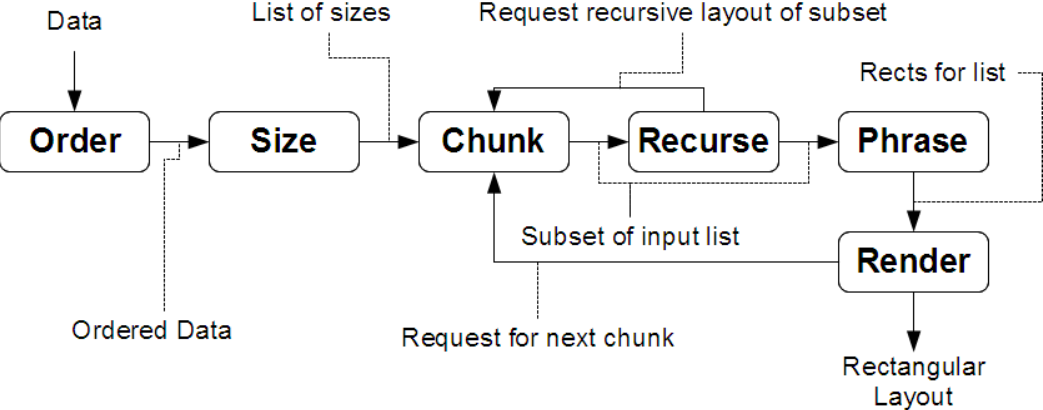 List of sizes
Request recursive layout of subset
Data
Rects for list
Order
Size
Chunk
Recurse
Phrase
Subset of input list
Render
Ordered Data
Request for next chunk
Rectangular
Layout